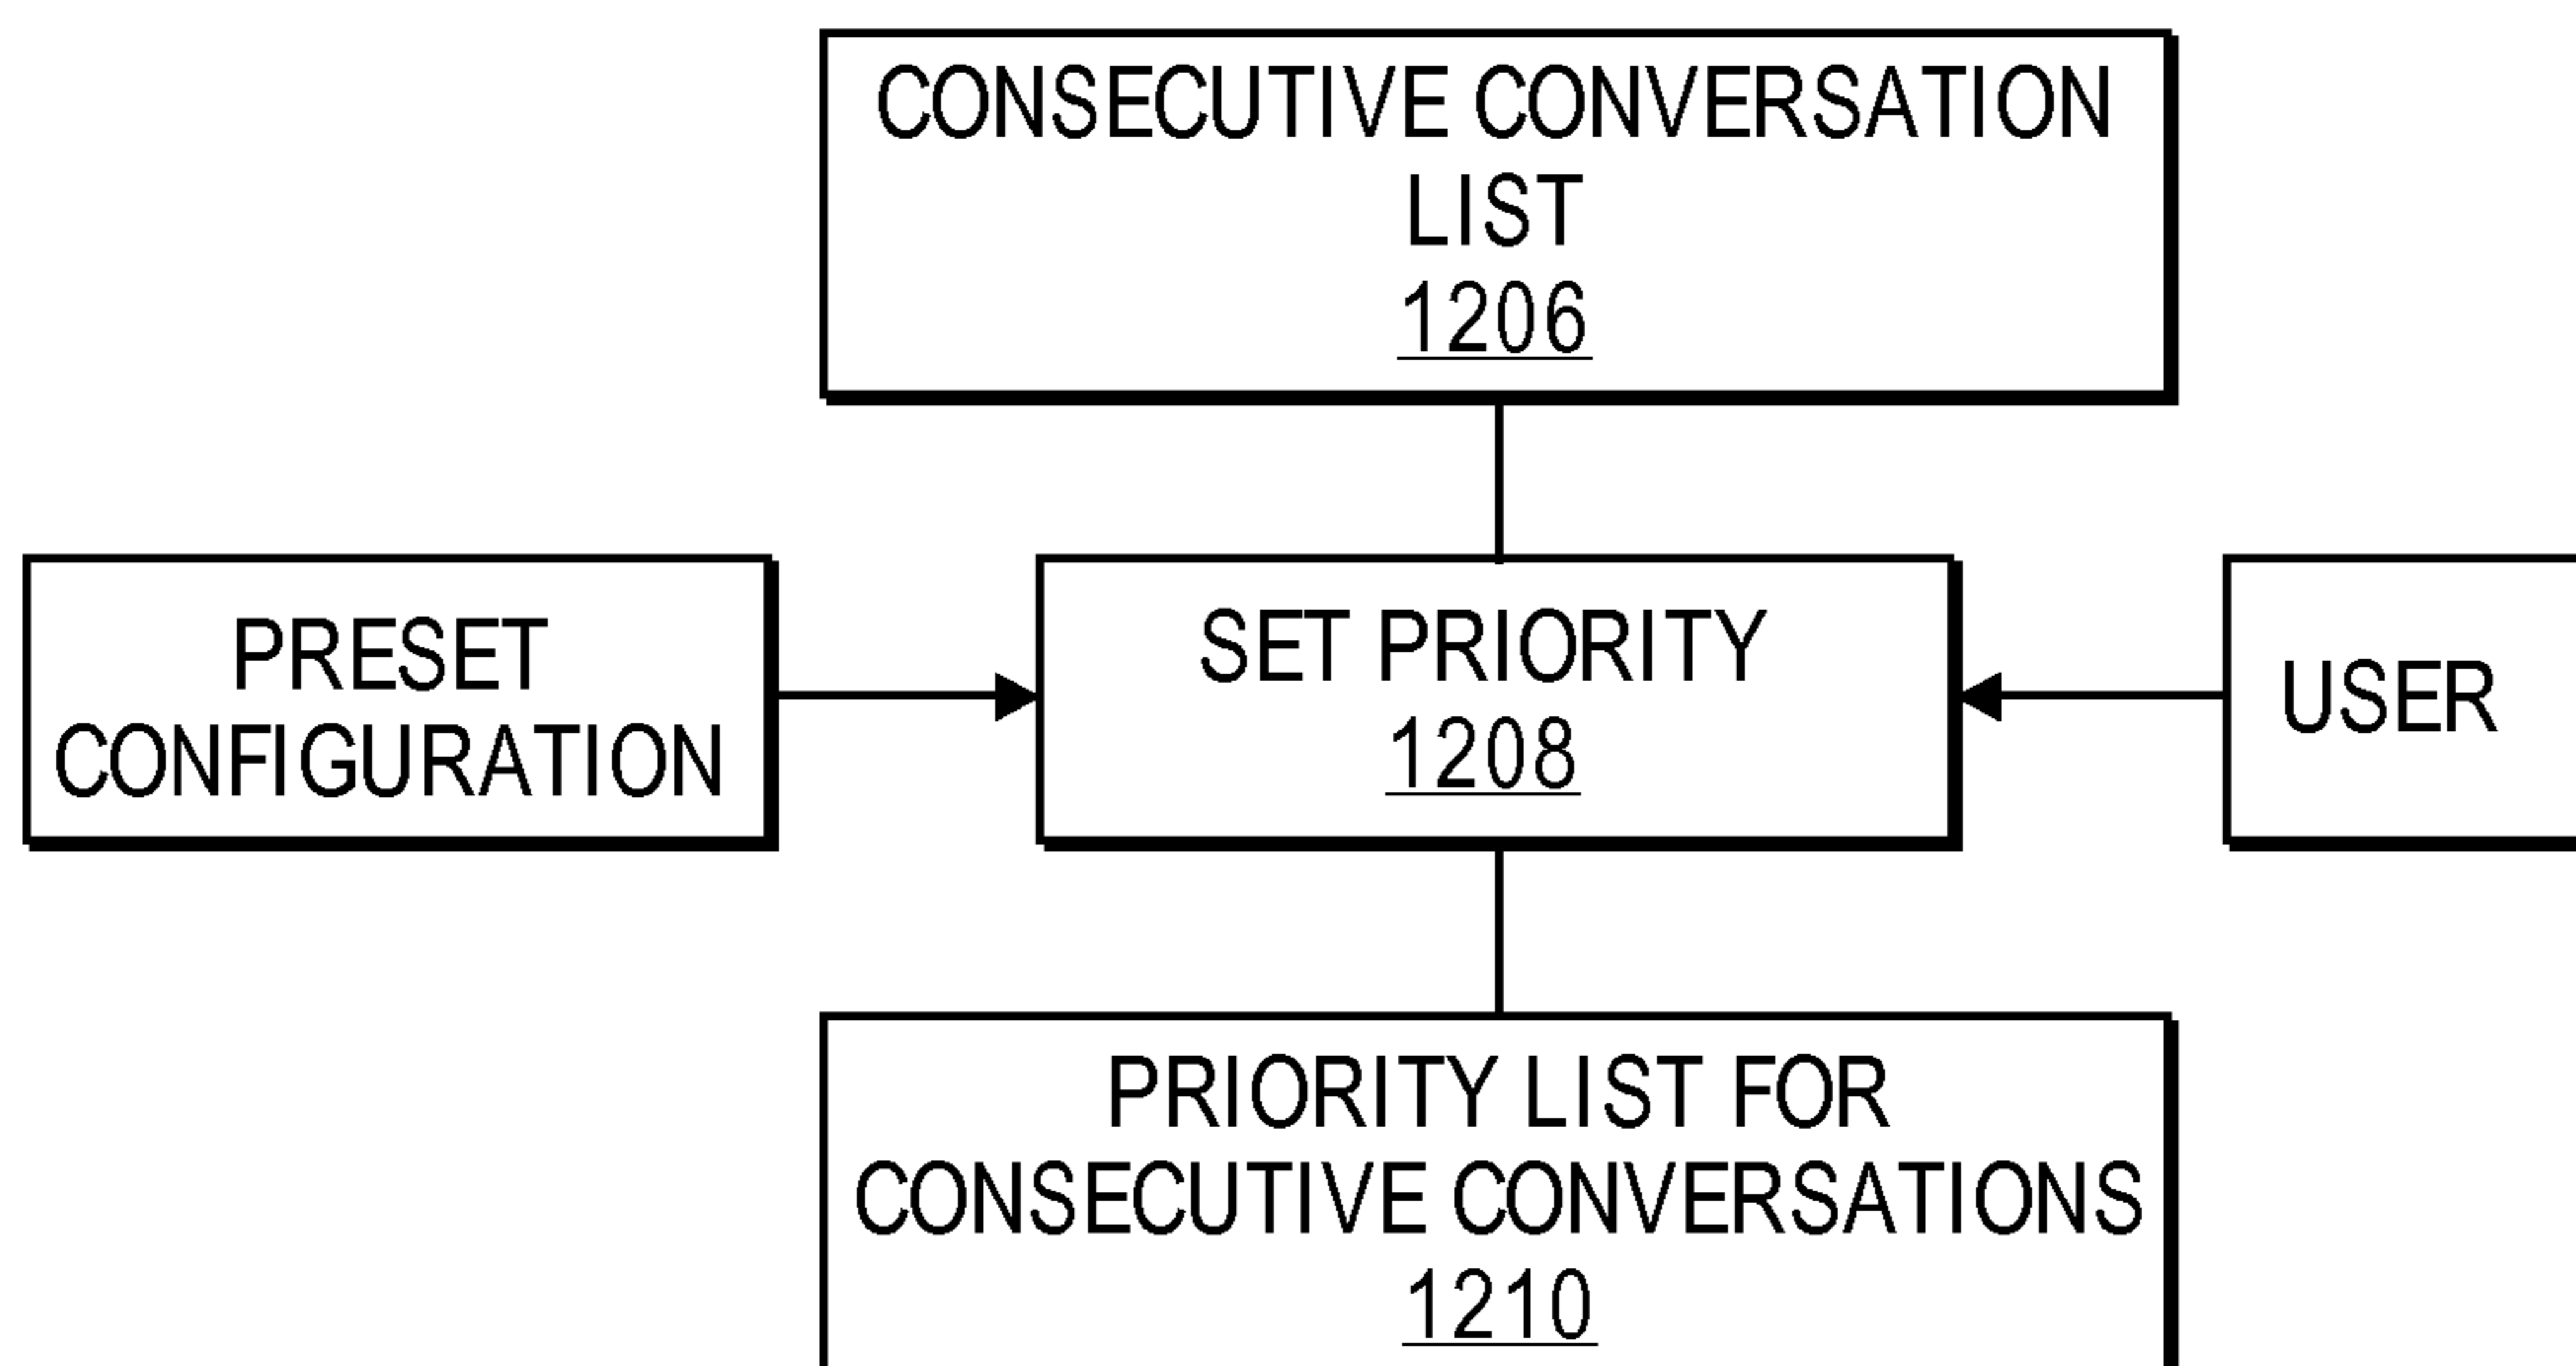 CONSECUTIVE CONVERSATION
LIST
1206
PRESET
CONFIGURATION
SET PRIORITY
1208
USER
PRIORITY LIST FOR
CONSECUTIVE CONVERSATIONS
1210